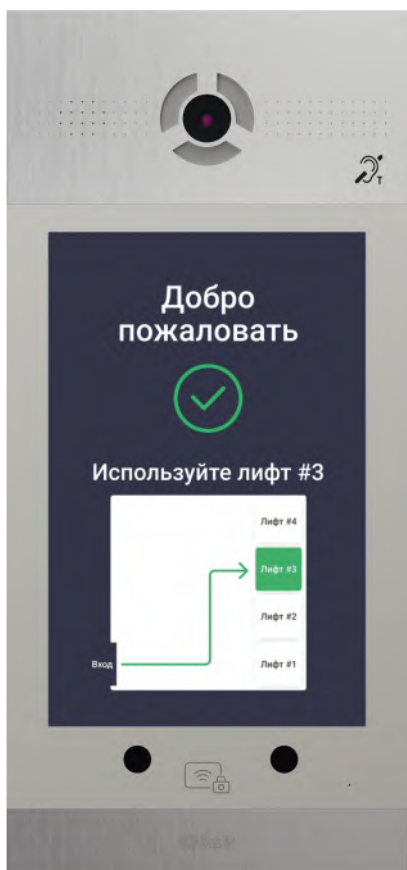 T
Добро
пожаловать
Используйте лифт #3
Лифт #4
Лифт #3
Лифт #2
Вход
Лифт #1